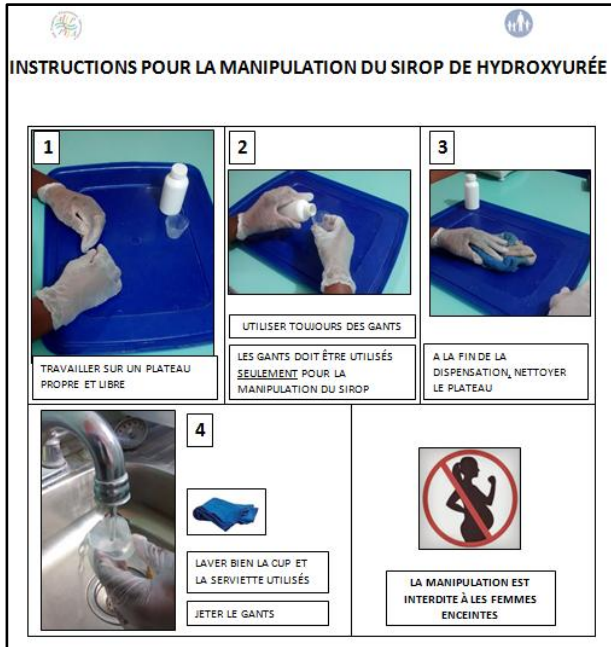 INSTRUCTIONS POUR LA MANIPULATION DU SIROP DE HYDROXYURÉE
1
TRAVAILLER SUR UN PLATEAU
PROPRE ET LIBRE
2
UTILISER TOUJOURS DES GANTS
LES GANTS DOIT ÊTRE UTILISÉS
SEULEMENT POUR LA
MANIPULATION DU SIROP
3
A LA FIN DE LA
DISPENSATION, NETTOYER
LE PLATEAU
4
LAVER BIEN LA CUP ET
LA SERVIETTE UTILISÉS
JETER LE GANTS
LA MANIPULATION EST
INTERDITE À LES FEMMES
ENCEINTES